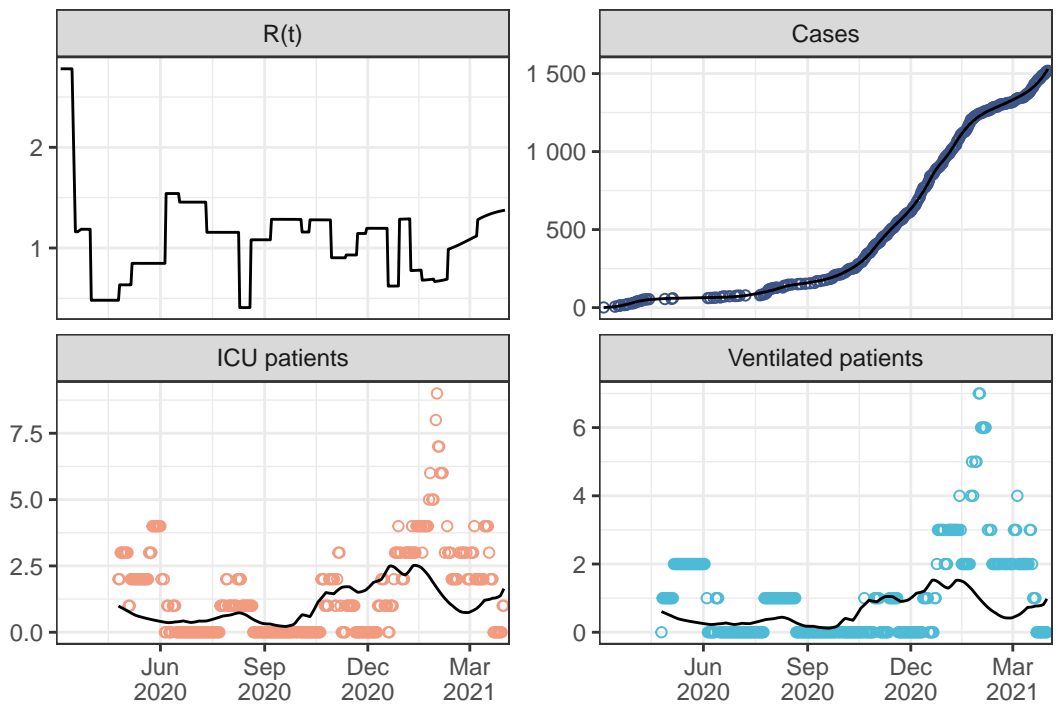 R(t)
Cases
2
1
1 500
1 000
500
0
ICU patients
Ventilated patients
7.5
5.0
2.5
0.0
6
4
2
0
Jun Sep Dec Mar
2020 2020 2020 2021
Jun Sep Dec Mar
2020 2020 2020 2021